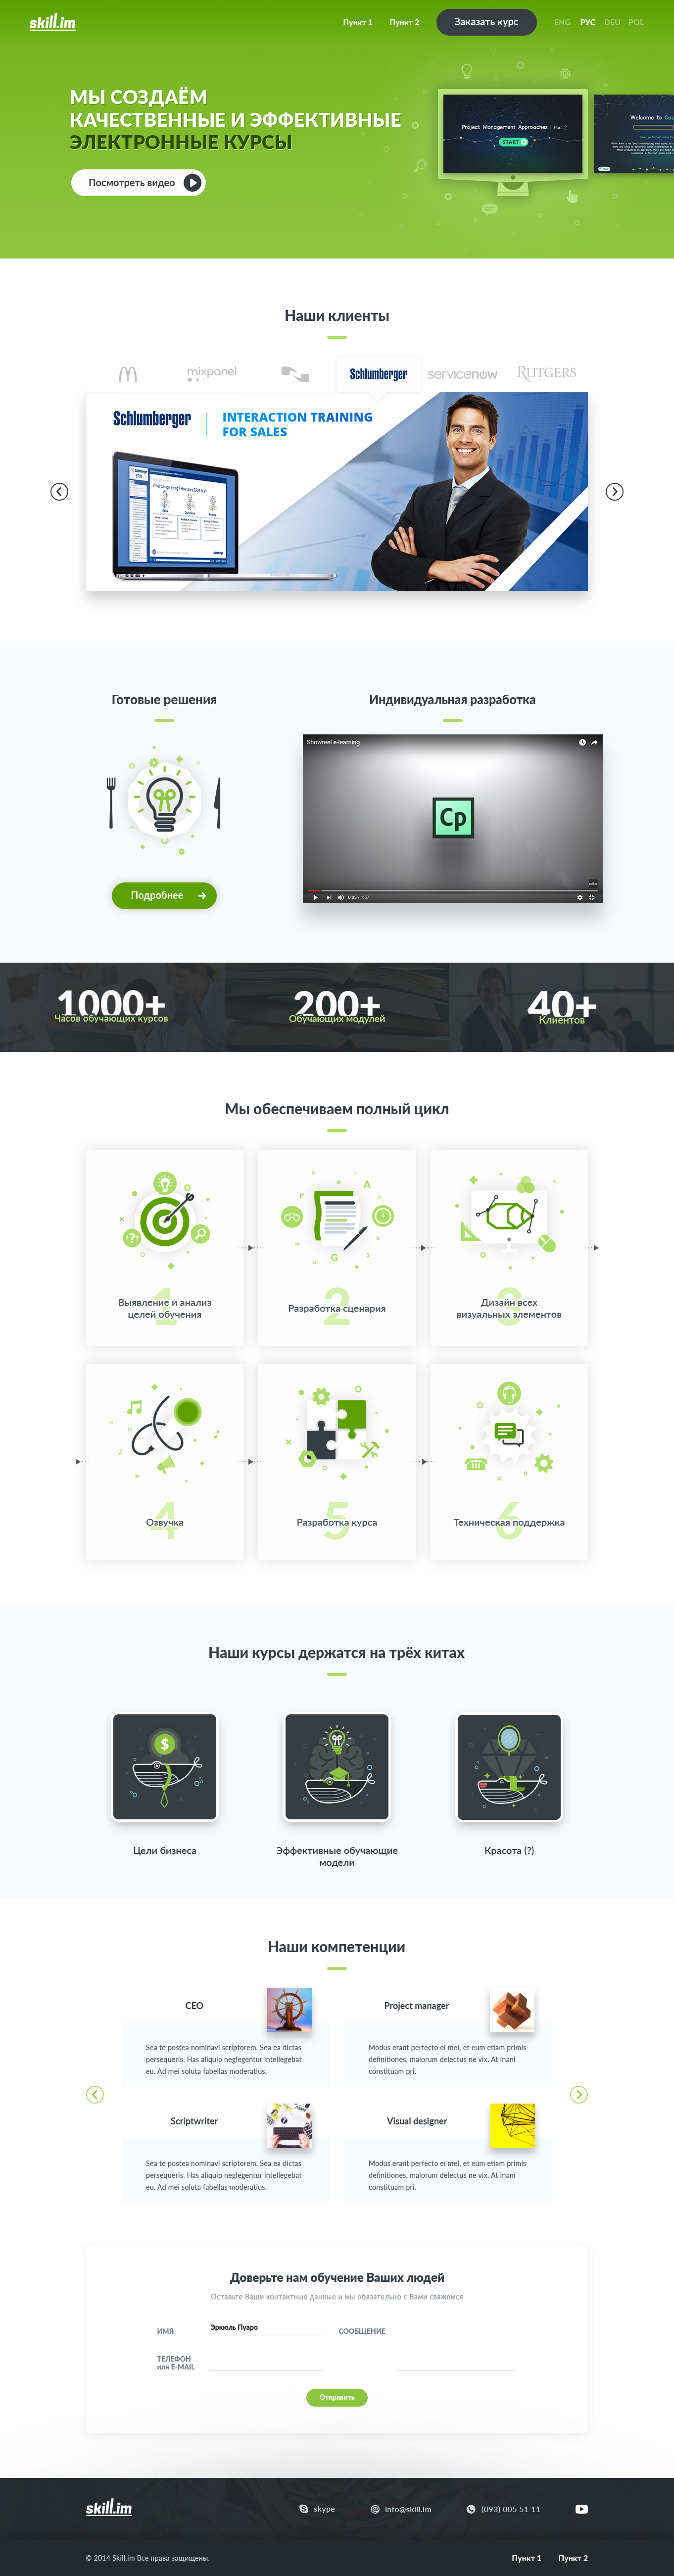 skill.im
Пункт 1
Пункт 2
Заказать курс
ENG
РУС
DEU
POL
МЫ СОЗДАЁМ
КАЧЕСТВЕННЫЕ И ЭФФЕКТИВНЫЕ
ЭЛЕКТРОННЫЕ КУРСЫ
Посмотреть видео
Project Management Approaches | Part 2
START
Наши клиенты
mixpanel
Schlumberger
servicenow
RUTGERS
Schlumberger
INTERACTION TRAINING
FOR SALES
Готовые решения
Индивидуальная разработка
Showreel e-learning
Cp
0:05 / 1:57
Подробнее
1000+
Часов обучающих курсов
200+
Обучающих модулей
40+
Клиентов
Мы обеспечиваем полный цикл
1
Выявление и анализ
целей обучения
2
Разработка сценария
3
Дизайн всех
визуальных элементов
4
Озвучка
5
Разработка курса
6
Техническая поддержка
Наши курсы держатся на трёх китах
Цели бизнеса
Эффективные обучающие
модели
Красота (?)
Наши компетенции
CEO
Sea te postea nominavi scriptorem. Sea ea dictas
persequeris. Has aliquip neglegentur intellegebat
eu. Ad mei soluta fabellas moderatius.
Project manager
Modus erant perfecto ei mel, et eum etiam primis
definitiones, malorum delectus ne vix. At inani
constituam pri.
Scriptwriter
Sea te postea nominavi scriptorem. Sea ea dictas
persequeris. Has aliquip neglegentur intellegebat
eu. Ad mei soluta fabellas moderatius.
Visual designer
Modus erant perfecto ei mel, et eum etiam primis
definitiones, malorum delectus ne vix. At inani
constituam pri.
Доверьте нам обучение Ваших людей
Оставьте Ваши контактные данные и мы обязательно с Вами свяжемся
ИМЯ
Эркюль Пуаро
СООБЩЕНИЕ
ТЕЛЕФОН
или E-MAIL
Отправить
skill.im
skype
info@skill.im
(093) 005 51 11
© 2014 Skill.im Все права защищены.
Пункт 1
Пункт 2